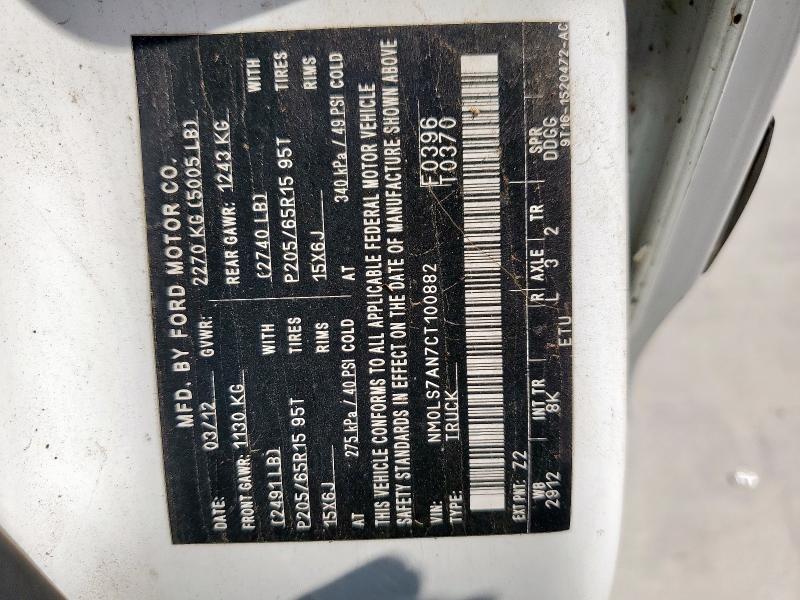 MFD. BY FORD MOTOR CO.
DATE: 03/12 GVWR: 2270 KG (5005 LB)
FRONT GAWR: 1130 KG REAR GAWR: 1243 KG
(2491 LB) WITH (2740 LB) WITH
P205/65R15 95T TIRES P205/65R15 95T TIRES
15X6J RIMS 15X6J RIMS
AT 275 kPa / 40 PSI COLD AT 340 kPa / 49 PSI COLD
THIS VEHICLE CONFORMS TO ALL APPLICABLE FEDERAL MOTOR VEHICLE
SAFETY STANDARDS IN EFFECT ON THE DATE OF MANUFACTURE SHOWN ABOVE
VIN: NM0LS7AN7CT100882 F0396
TYPE: TRUCK F0370
EXT PNT: Z2
WB INT TR R AXLE TR SPR
2912 8K L 3 2 DDGG
ETU 9T16-1520472-AC